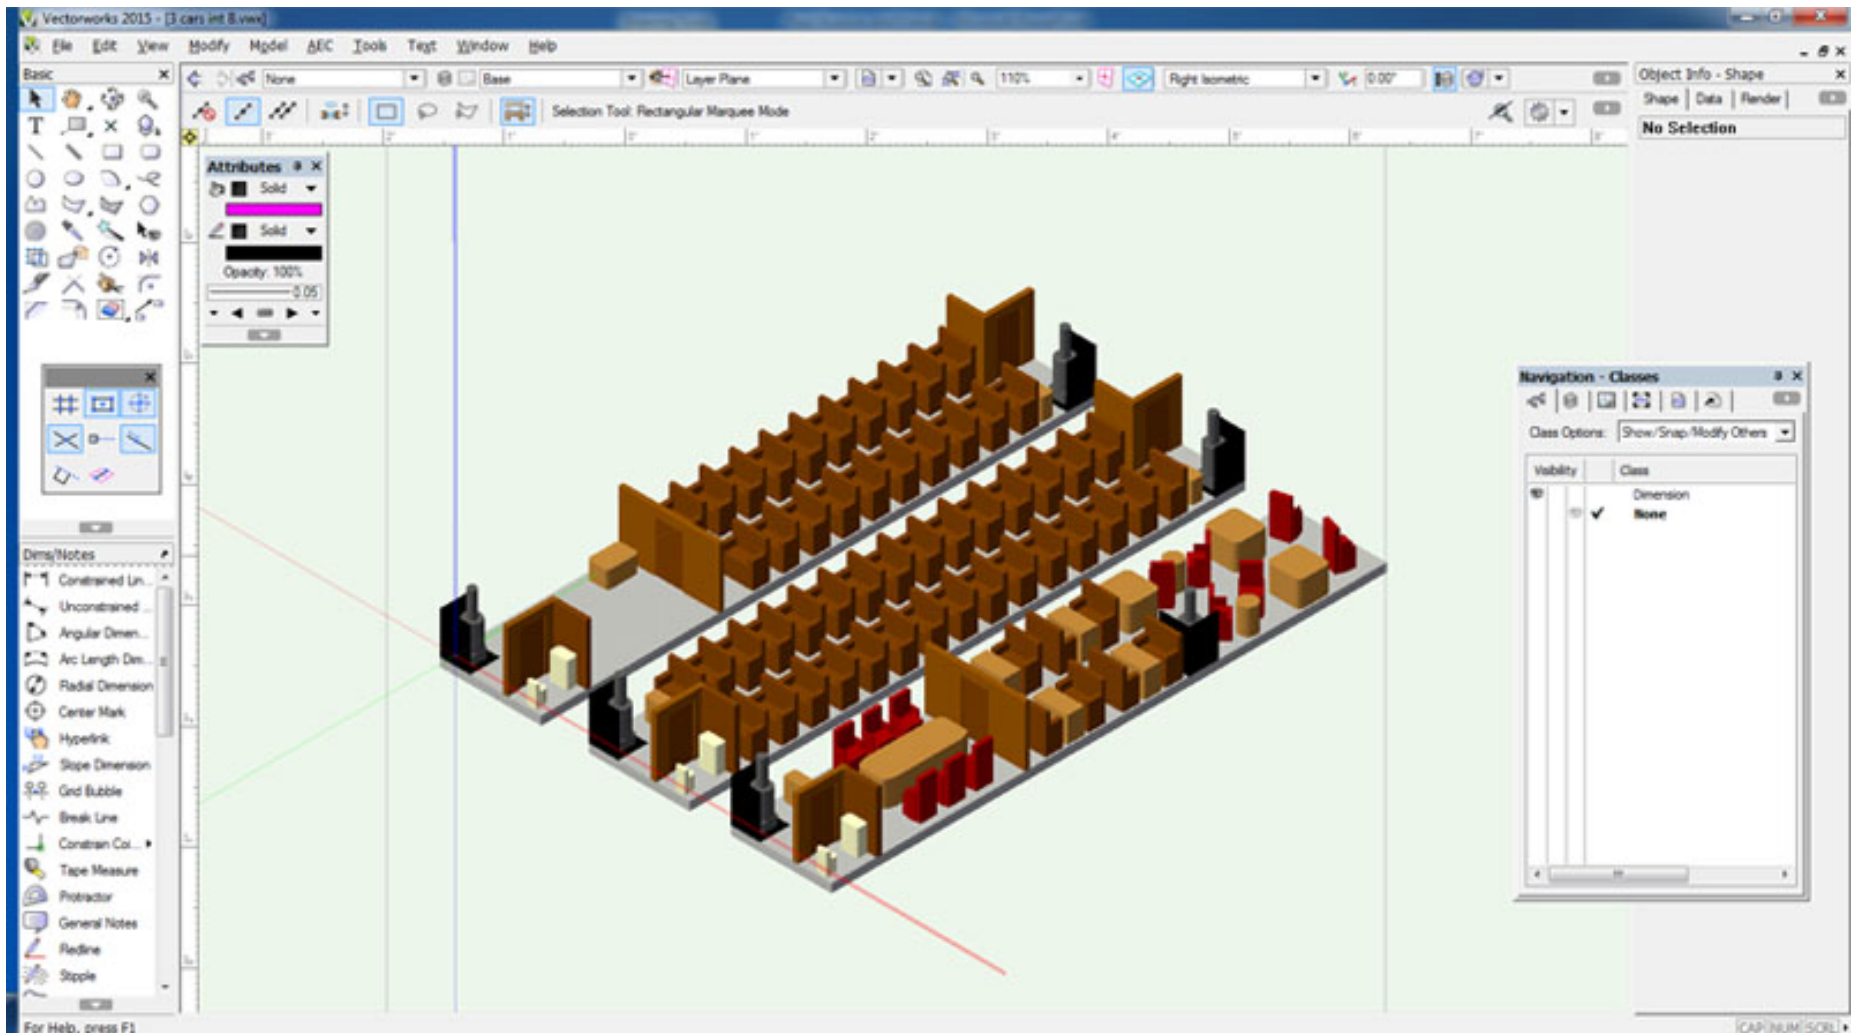 Vectorworks 2015 - [3 cars int B.vwx]
File Edit View Modify Model AEC Tools Text Window Help
Basic
None
Base
Layer Plane
110%
Right Isometric
0.00°
Selection Tool: Rectangular Marquee Mode
Object Info - Shape
Shape Data Render
No Selection
Attributes
Solid
Solid
Opacity: 100%
0.05
Dims/Notes
Constrained Lin...
Unconstrained ...
Angular Dimen...
Arc Length Dim...
Radial Dimension
Center Mark
Hyperlink
Slope Dimension
Grid Bubble
Break Line
Constrain Col...
Tape Measure
Protractor
General Notes
Redline
Stipple
Navigation - Classes
Class Options: Show/Snap/Modify Others
Visibility Class
Dimension
None
For Help, press F1
CAP NUM SCRL